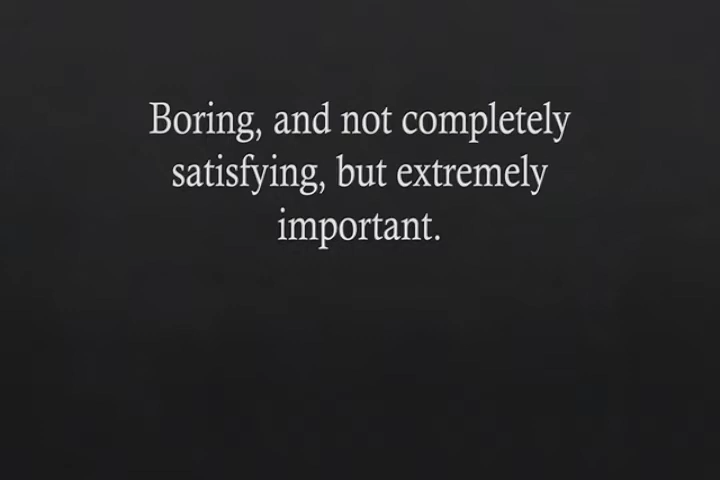 Boring, and not completely
satisfying, but extremely
important.